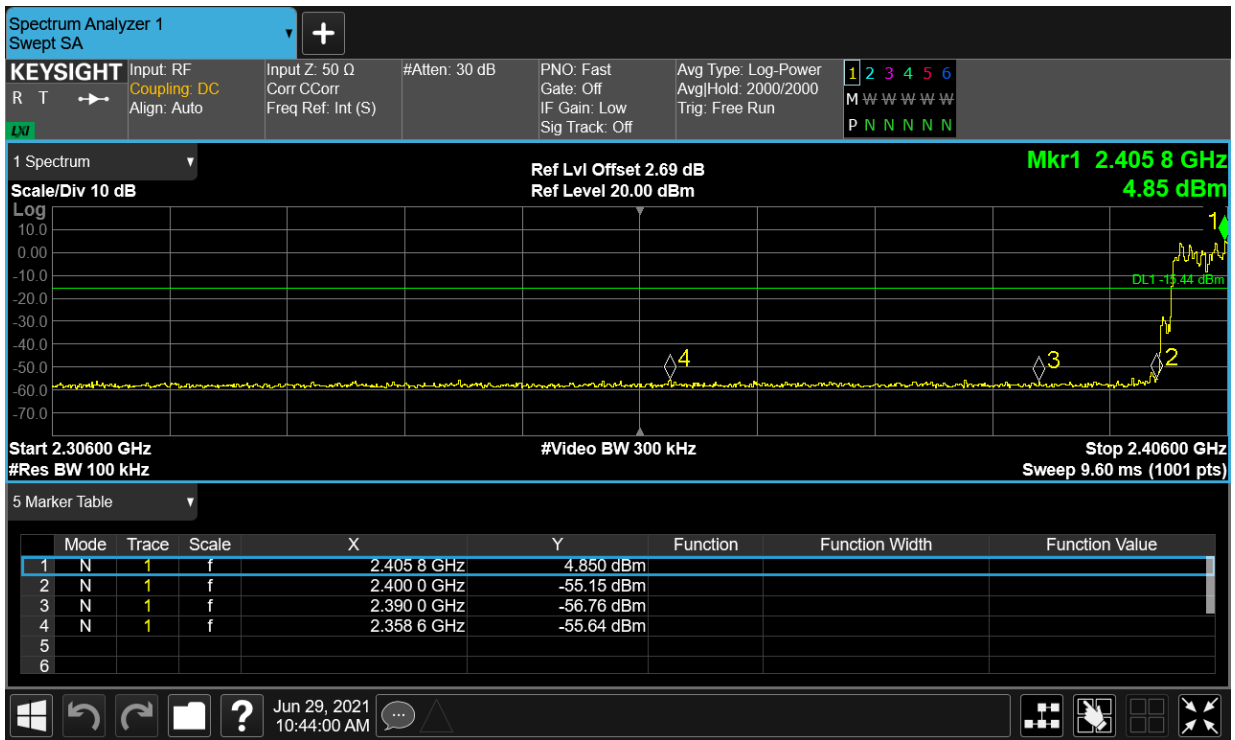 Spectrum Analyzer 1
Swept SA
KEYSIGHT
R T
LXI
Input: RF
Coupling: DC
Align: Auto
Input Z: 50 Ω
Corr CCorr
Freq Ref: Int (S)
#Atten: 30 dB
PNO: Fast
Gate: Off
IF Gain: Low
Sig Track: Off
Avg Type: Log-Power
Avg|Hold: 2000/2000
Trig: Free Run
1 2 3 4 5 6
M W W W W W
P N N N N N
1 Spectrum
Scale/Div 10 dB
Ref Lvl Offset 2.69 dB
Ref Level 20.00 dBm
Mkr1 2.405 8 GHz
4.85 dBm
Log
10.0
0.00
-10.0
-20.0
-30.0
-40.0
-50.0
-60.0
-70.0
1
DL1 -15.44 dBm
4
3
2
Start 2.30600 GHz
#Video BW 300 kHz
Stop 2.40600 GHz
#Res BW 100 kHz
Sweep 9.60 ms (1001 pts)
5 Marker Table
Mode Trace Scale X Y Function Function Width Function Value
1 N 1 f 2.405 8 GHz 4.850 dBm
2 N 1 f 2.400 0 GHz -55.15 dBm
3 N 1 f 2.390 0 GHz -56.76 dBm
4 N 1 f 2.358 6 GHz -55.64 dBm
5
6
?
Jun 29, 2021
10:44:00 AM